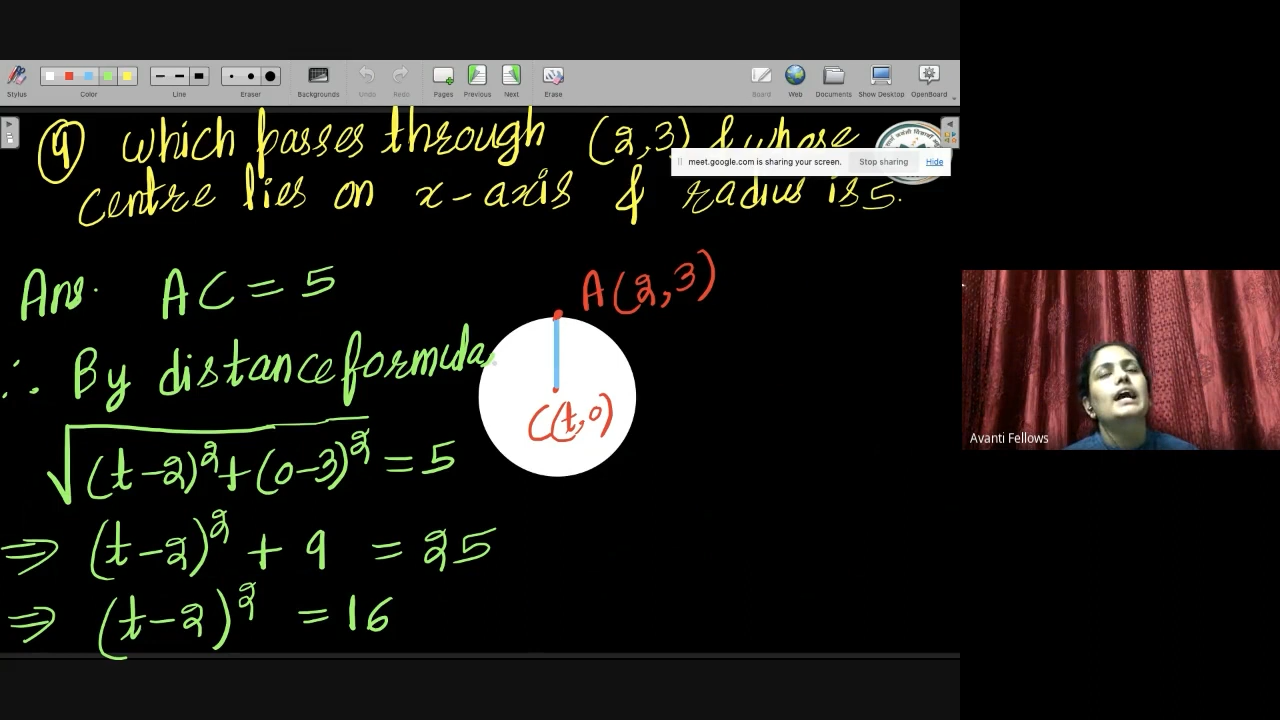 Stylus
Color
Line
Eraser
Backgrounds
Undo
Redo
Pages
Previous
Next
Erase
Board
Web
Documents
Show Desktop
OpenBoard
9 which passes through (2,3) & whose
meet.google.com is sharing your screen. Stop sharing Hide
centre lies on x-axis & radius is 5.
Ans. AC = 5
A(2,3)
∴ By distance formula,
C(t,0)
√((t-2)²+(0-3)²) = 5
⇒ (t-2)² + 9 = 25
⇒ (t-2)² = 16
Avanti Fellows